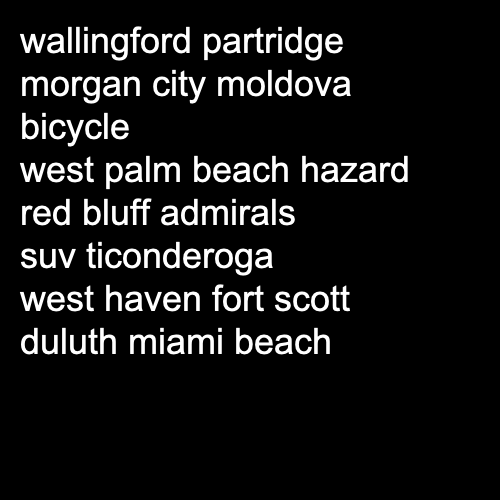 wallingford partridge
morgan city moldova
bicycle
west palm beach hazard
red bluff admirals
suv ticonderoga
west haven fort scott
duluth miami beach